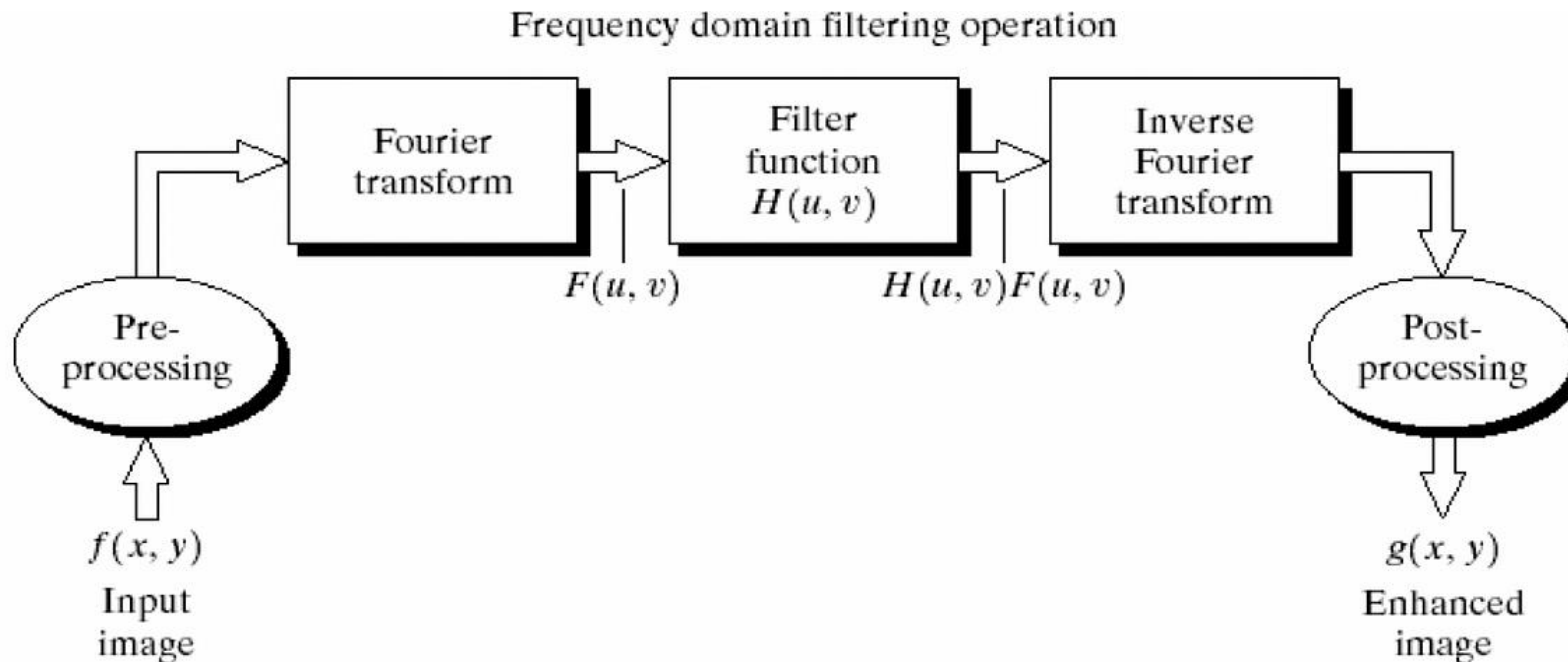 Frequency domain filtering operation
Fourier
transform
Filter
function
H(u, v)
Inverse
Fourier
transform
F(u, v)
H(u, v)F(u, v)
Pre-
processing
Post-
processing
f(x, y)
Input
image
g(x, y)
Enhanced
image